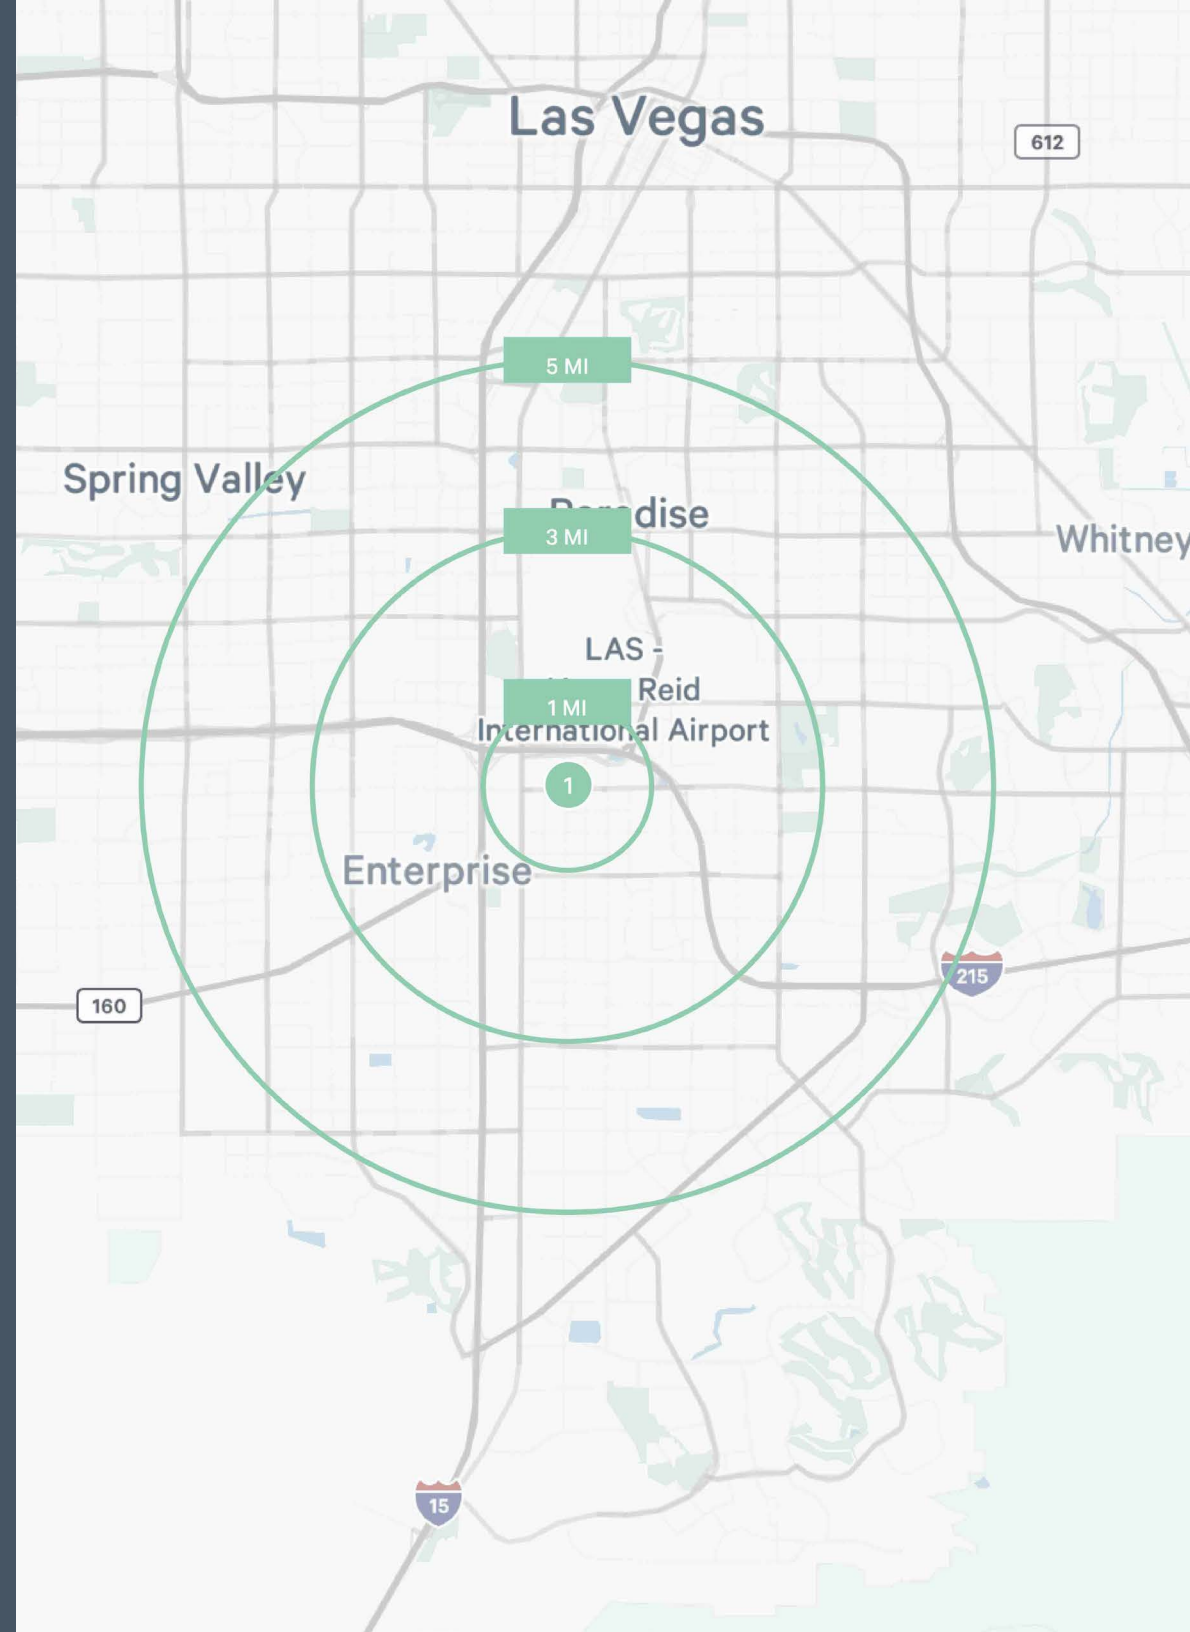 Las Vegas
612
5 MI
Spring Valley
dise
3 MI
Whitney
LAS -
Reid
1 MI
International Airport
1
Enterprise
215
160
15